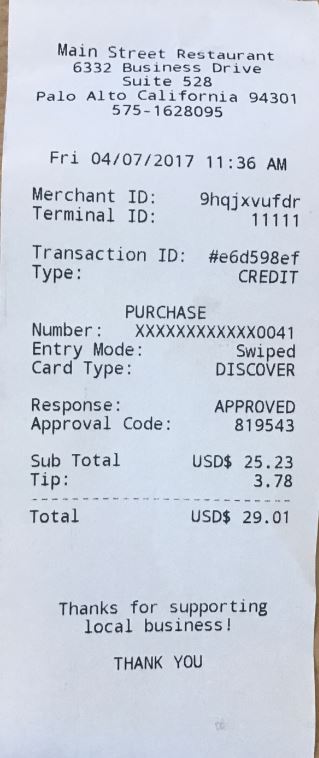 Main Street Restaurant
6332 Business Drive
Suite 528
Palo Alto California 94301
575-1628095
Fri 04/07/2017 11:36 AM
Merchant ID: 9hqjxvufdr
Terminal ID: 11111
Transaction ID: #e6d598ef
Type: CREDIT
PURCHASE
Number: XXXXXXXXXXXX0041
Entry Mode: Swiped
Card Type: DISCOVER
Response: APPROVED
Approval Code: 819543
Sub Total USD$ 25.23
Tip: 3.78
Total USD$ 29.01
Thanks for supporting
local business!
THANK YOU